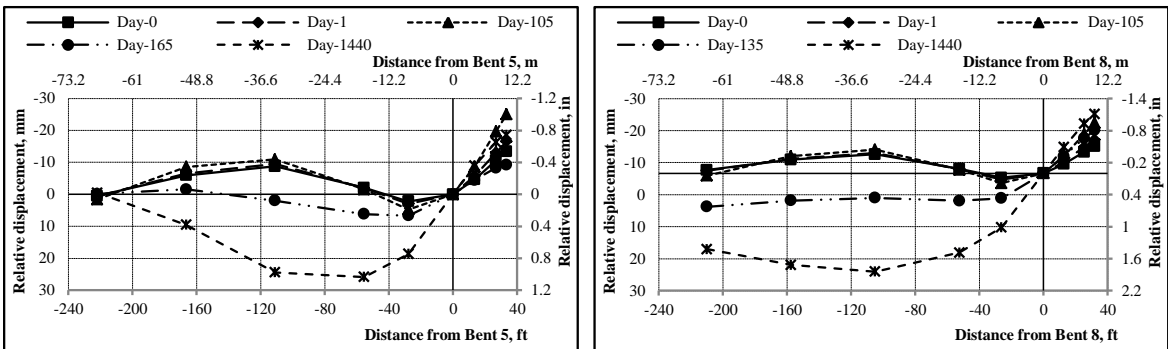 Day-0 Day-1 Day-105
Day-165 Day-1440
Distance from Bent 5, m
-73.2 -61 -48.8 -36.6 -24.4 -12.2 0 12.2
Relative displacement, mm
-30
-20
-10
0
10
20
30
-1.2
-0.8
-0.4
0
0.4
0.8
1.2
Relative displacement, in
-240 -200 -160 -120 -80 -40 0 40
Distance from Bent 5, ft
Day-0 Day-1 Day-105
Day-135 Day-1440
Distance from Bent 8, m
-73.2 -61 -48.8 -36.6 -24.4 -12.2 0 12.2
Relative displacement, mm
-30
-20
-10
0
10
20
30
-1.4
-0.8
-0.2
0.4
1
1.6
2.2
Relative displacement, in
-240 -200 -160 -120 -80 -40 0 40
Distance from Bent 8, ft